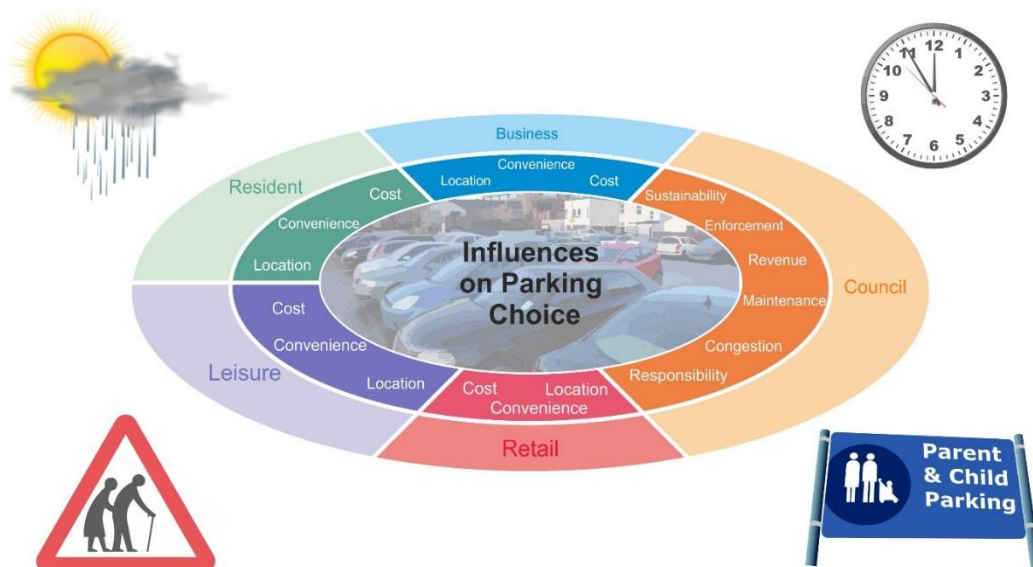 Business
Convenience
Location
Cost
Resident
Cost
Convenience
Location
Sustainability
Enforcement
Revenue
Maintenance
Congestion
Responsibility
Council
Influences
on Parking
Choice
Cost
Convenience
Location
Leisure
Cost
Location
Convenience
Retail
11 12 1
10 2
9 3
8 4
7 6 5
Parent
& Child
Parking